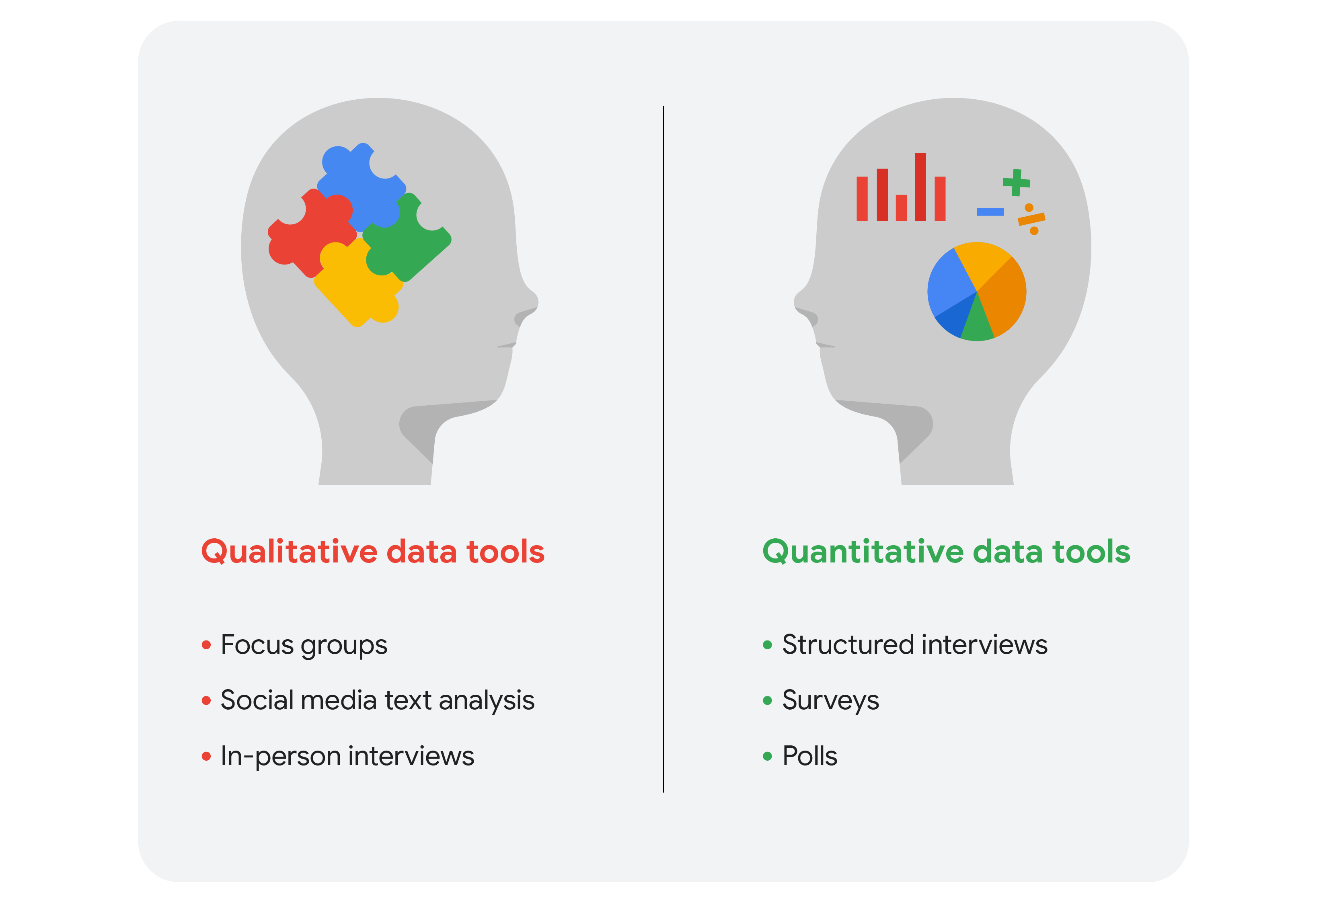 Qualitative data tools
• Focus groups
• Social media text analysis
• In-person interviews
Quantitative data tools
• Structured interviews
• Surveys
• Polls